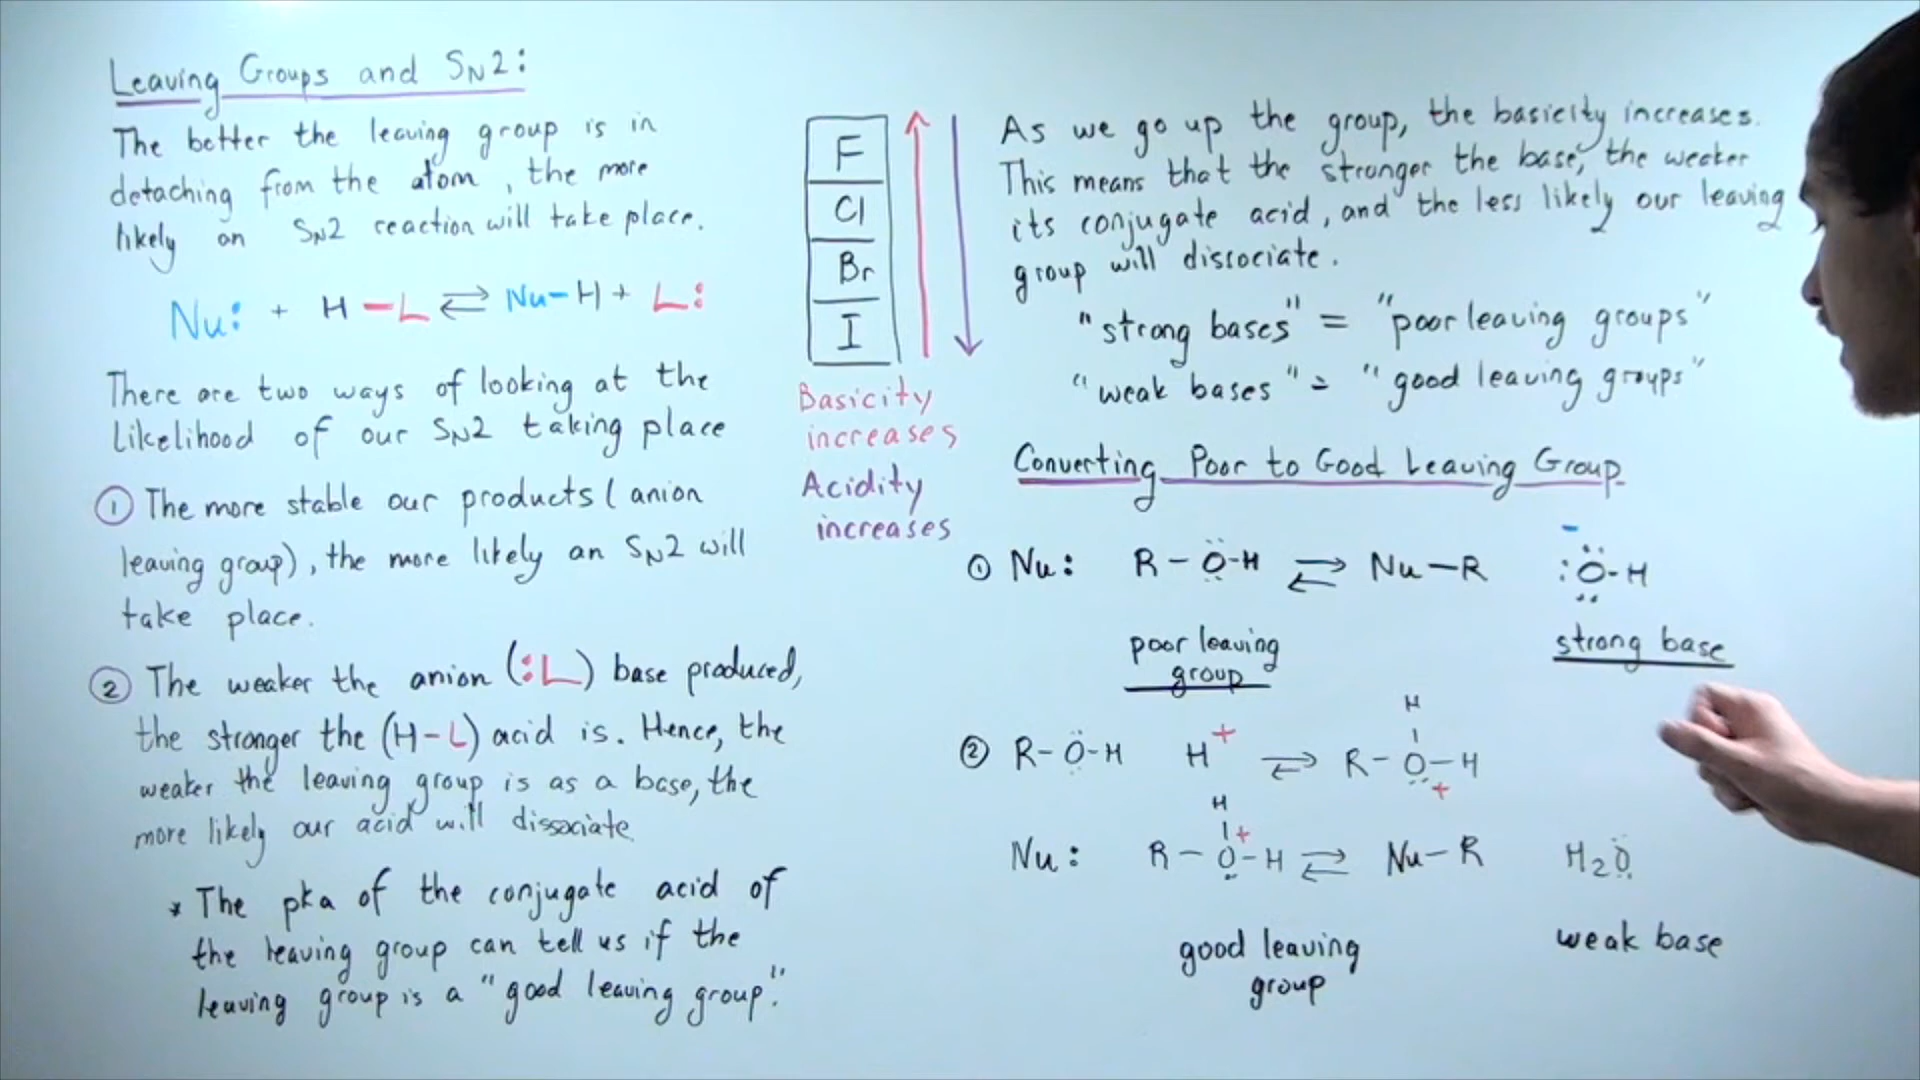 Leaving Groups and SN2:
The better the leaving group is in
detaching from the atom, the more
likely an SN2 reaction will take place.
Nu: + H-L ⇌ Nu-H + L:
There are two ways of looking at the
likelihood of our SN2 taking place
① The more stable our products (anion
leaving group), the more likely an SN2 will
take place.
② The weaker the anion (:L) base produced,
the stronger the (H-L) acid is. Hence, the
weaker the leaving group is as a base, the
more likely our acid will dissociate
* The pka of the conjugate acid of
the leaving group can tell us if the
leaving group is a "good leaving group."
F
Cl
Br
I
Basicity
increases
Acidity
increases
As we go up the group, the basicity increases.
This means that the stronger the base, the weaker
its conjugate acid, and the less likely our leaving
group will dissociate.
"strong bases" = "poor leaving groups"
"weak bases" = "good leaving groups"
Converting Poor to Good Leaving Group
① Nu: R-Ö-H ⇌ Nu-R :Ö-H −
poor leaving
group
strong base
H
② R-Ö-H H+ ⇌ R-O-H +
H
Nu: R-O-H + ⇌ Nu-R H2O
good leaving
group
weak base